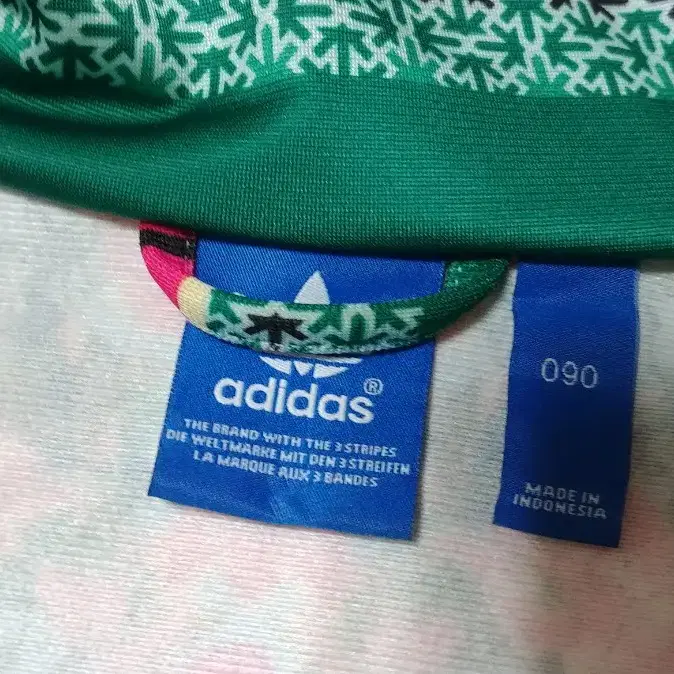 adidas®
THE BRAND WITH THE 3 STRIPES
DIE WELTMARKE MIT DEN 3 STREIFEN
LA MARQUE AUX 3 BANDES
090
MADE IN
INDONESIA